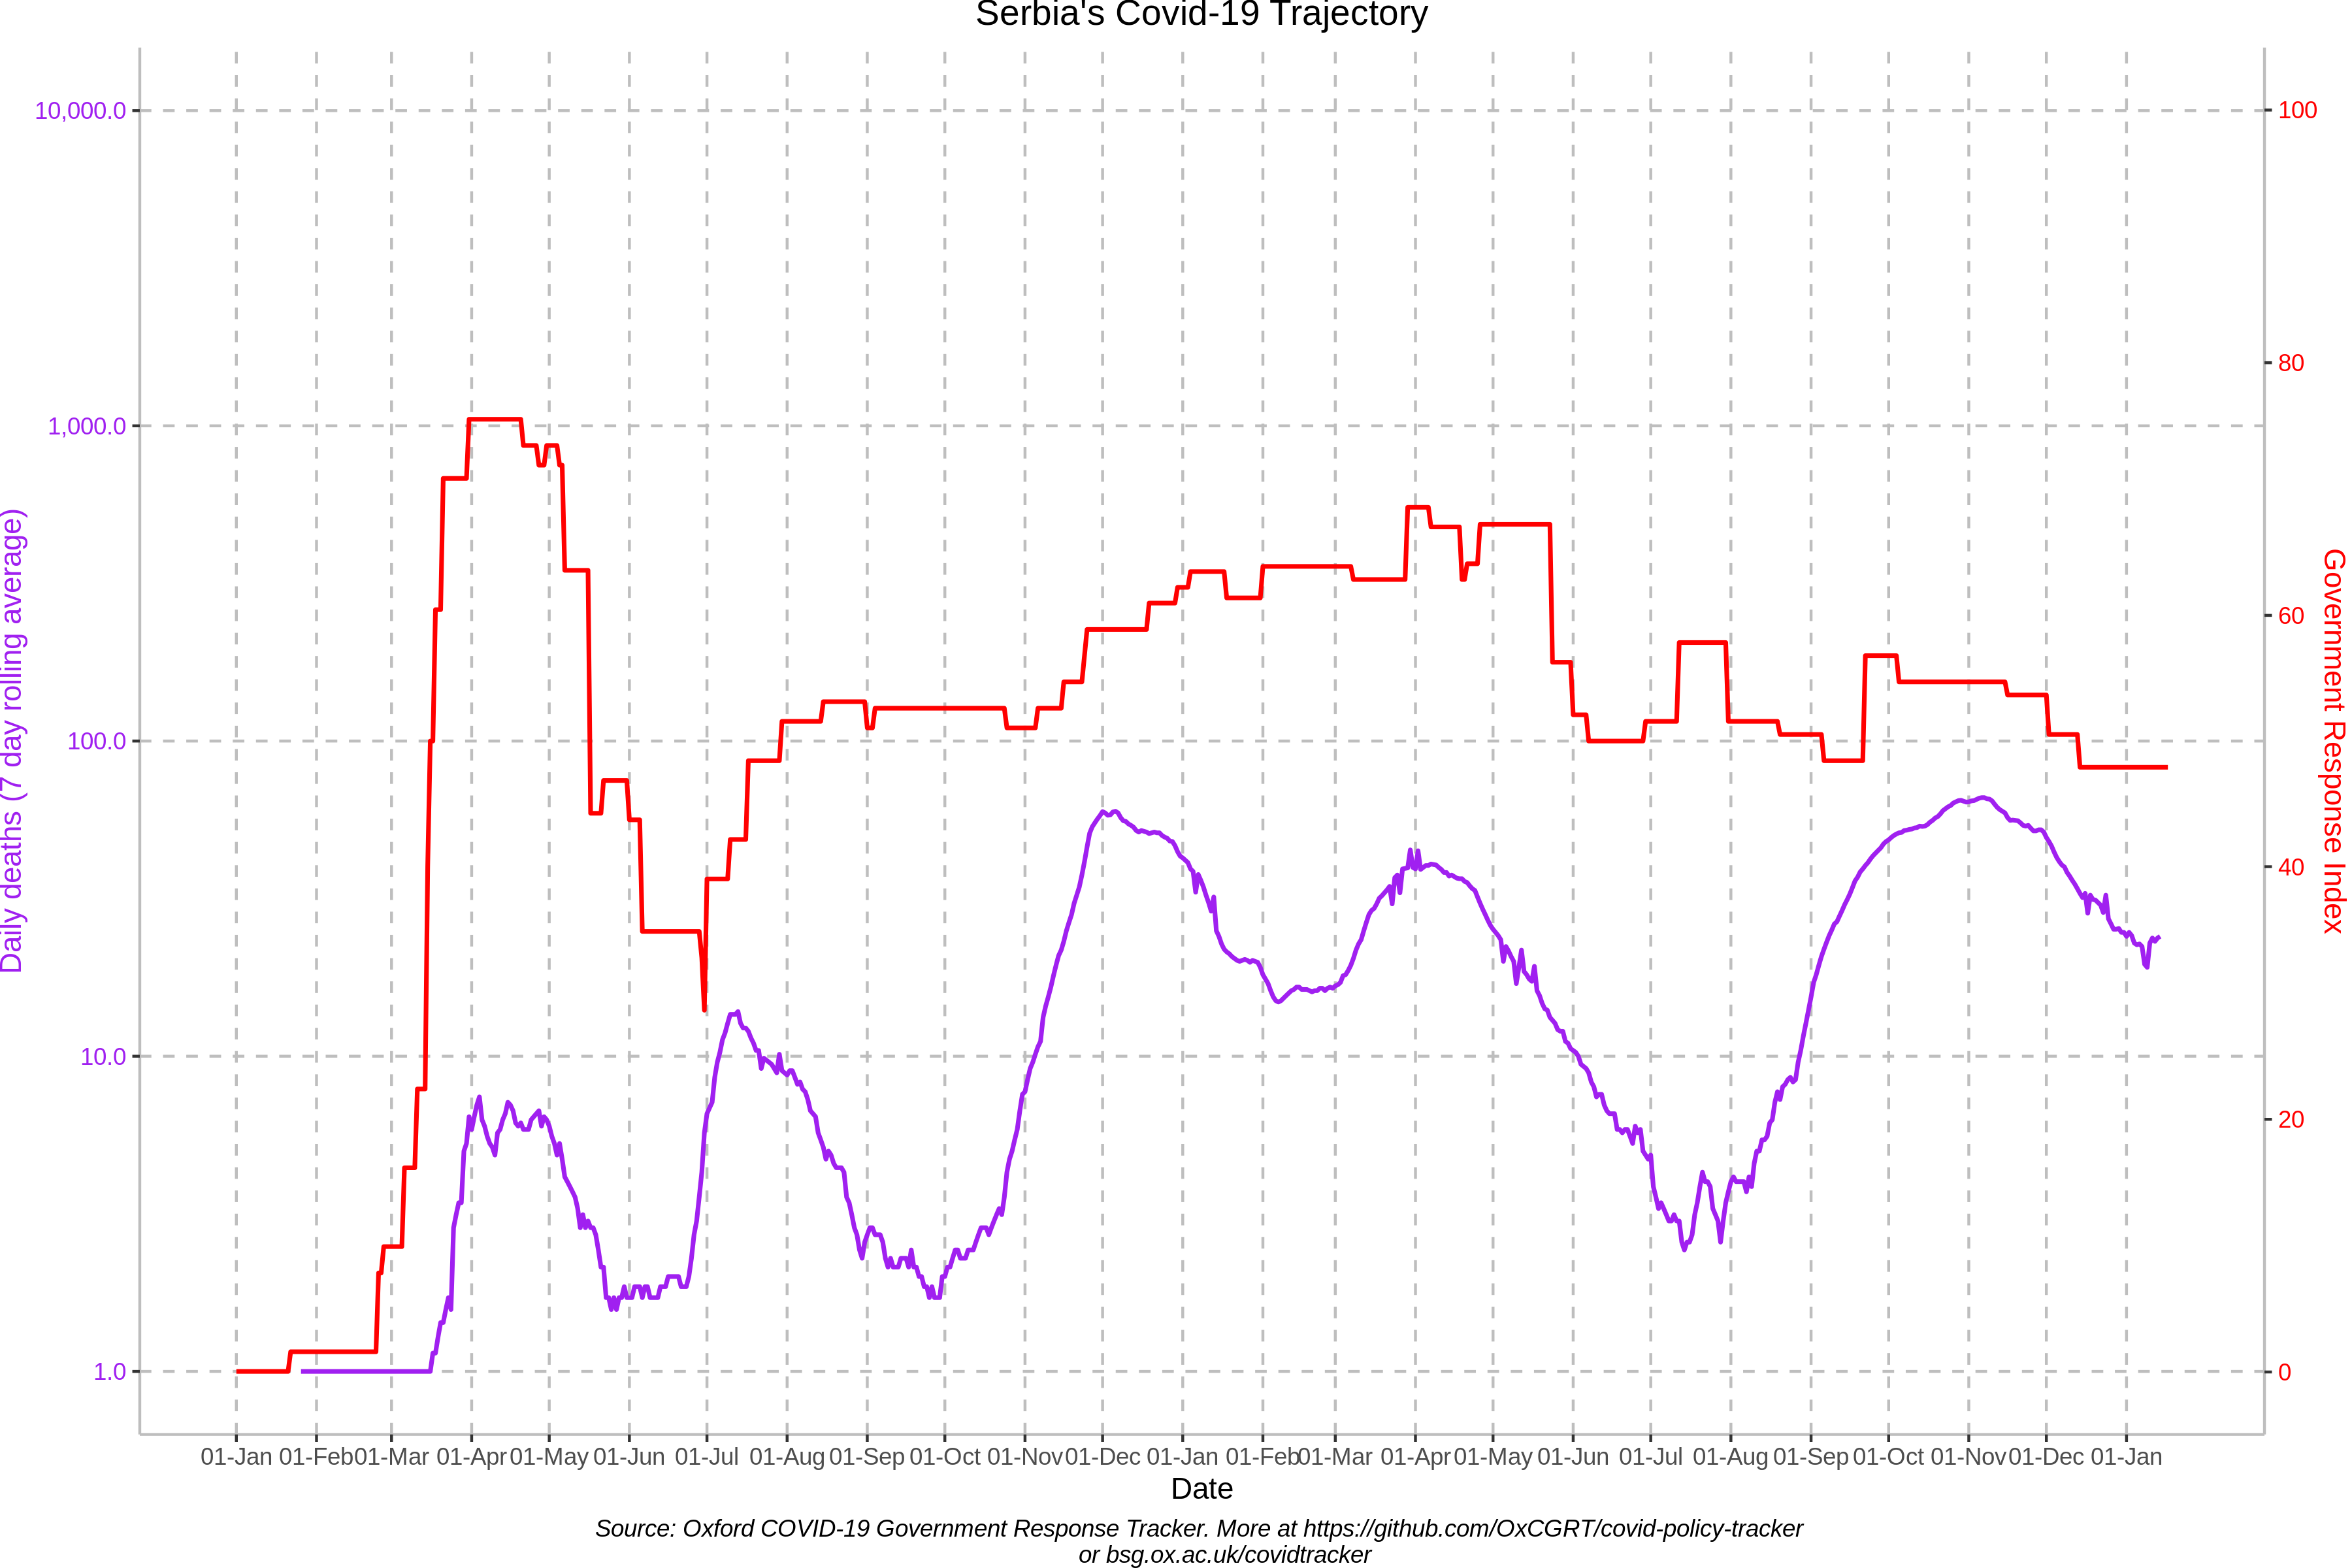 Serbia's Covid-19 Trajectory
10,000.0
1,000.0
100.0
10.0
1.0
Daily deaths (7 day rolling average)
100
80
60
40
20
0
Government Response Index
01-Jan 01-Feb 01-Mar 01-Apr 01-May 01-Jun 01-Jul 01-Aug 01-Sep 01-Oct 01-Nov 01-Dec 01-Jan 01-Feb 01-Mar 01-Apr 01-May 01-Jun 01-Jul 01-Aug 01-Sep 01-Oct 01-Nov 01-Dec 01-Jan
Date
Source: Oxford COVID-19 Government Response Tracker. More at https://github.com/OxCGRT/covid-policy-tracker
or bsg.ox.ac.uk/covidtracker